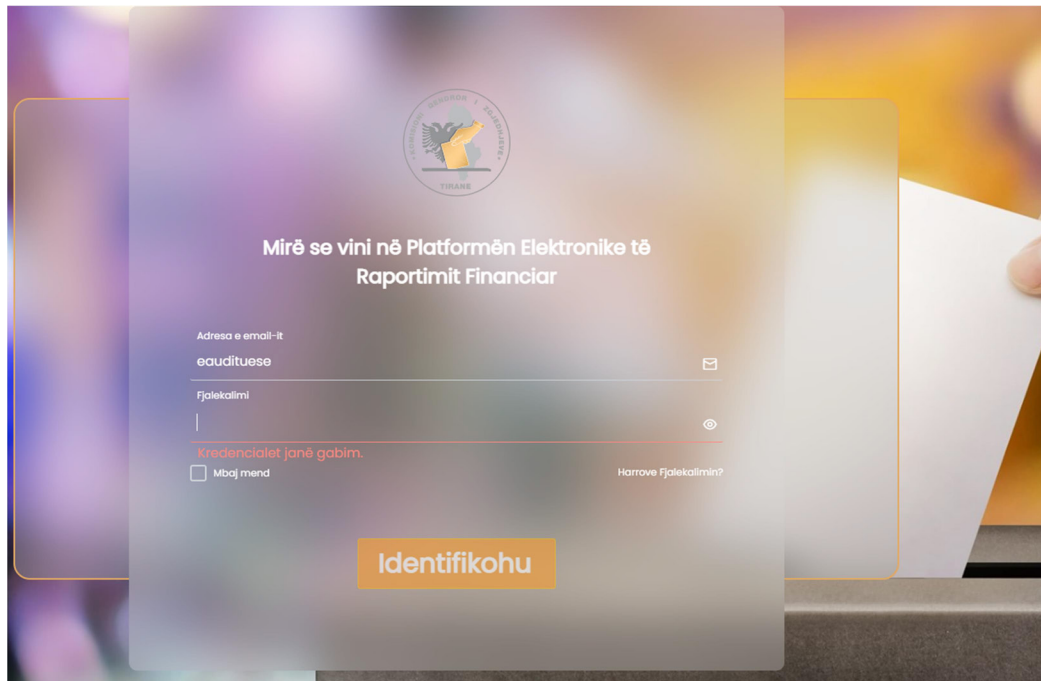 KOMISIONI QENDROR I ZGJEDHJEVE
TIRANE
Mirë se vini në Platformën Elektronike të
Raportimit Financiar
Adresa e email-it
eaudituese
Fjalekalimi
Kredencialet janë gabim.
Mbaj mend
Harrove Fjalekalimin?
Identifikohu